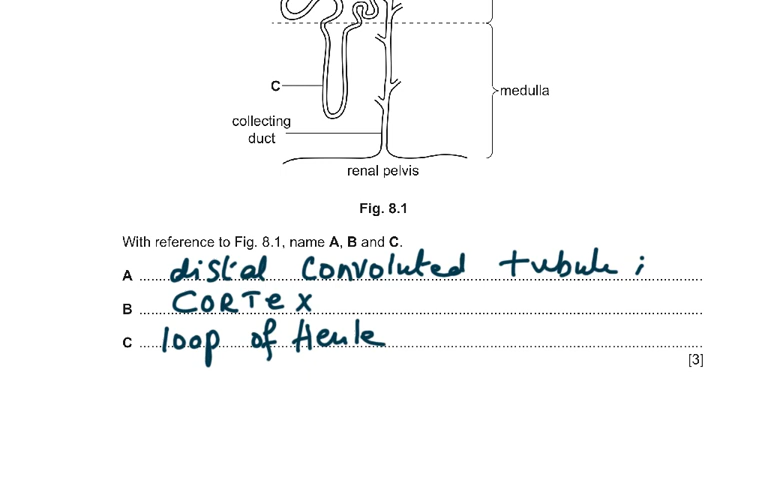 C
medulla
collecting
duct
renal pelvis
Fig. 8.1
With reference to Fig. 8.1, name A, B and C.
A distal convoluted tubule ;
B CORTeX
C loop of Henle
[3]